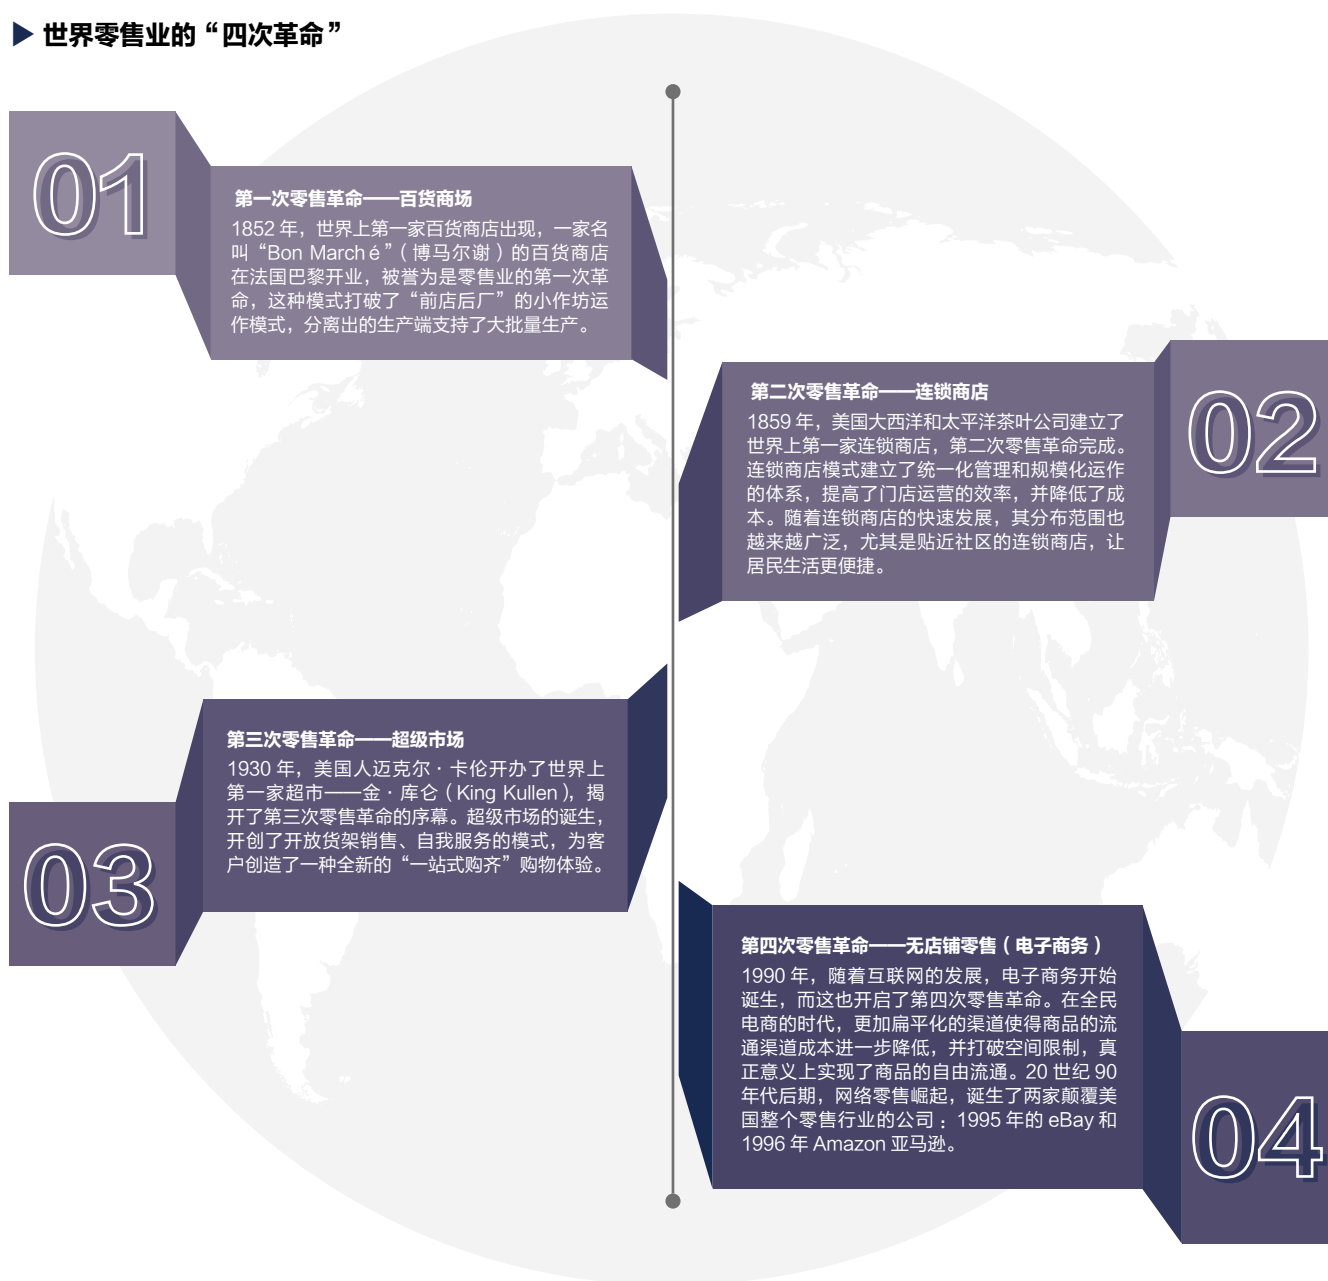 ▶ 世界零售业的“四次革命”
01
第一次零售革命——百货商场
1852 年，世界上第一家百货商店出现，一家名
叫“Bon Marché”（博马尔谢）的百货商店
在法国巴黎开业，被誉为是零售业的第一次革
命，这种模式打破了“前店后厂”的小作坊运
作模式，分离出的生产端支持了大批量生产。
02
第二次零售革命——连锁商店
1859 年，美国大西洋和太平洋茶叶公司建立了
世界上第一家连锁商店，第二次零售革命完成。
连锁商店模式建立了统一化管理和规模化运作
的体系，提高了门店运营的效率，并降低了成
本。随着连锁商店的快速发展，其分布范围也
越来越广泛，尤其是贴近社区的连锁商店，让
居民生活更便捷。
03
第三次零售革命——超级市场
1930 年，美国人迈克尔·卡伦开办了世界上
第一家超市——金·库仑（King Kullen），揭
开了第三次零售革命的序幕。超级市场的诞生，
开创了开放货架销售、自我服务的模式，为客
户创造了一种全新的“一站式购齐”购物体验。
04
第四次零售革命——无店铺零售（电子商务）
1990 年，随着互联网的发展，电子商务开始
诞生，而这也开启了第四次零售革命。在全民
电商的时代，更加扁平化的渠道使得商品的流
通渠道成本进一步降低，并打破空间限制，真
正意义上实现了商品的自由流通。20 世纪 90
年代后期，网络零售崛起，诞生了两家颠覆美
国整个零售行业的公司：1995 年的 eBay 和
1996 年 Amazon 亚马逊。